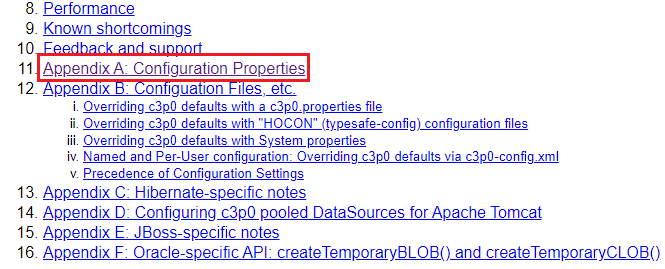 8. Performance
9. Known shortcomings
10. Feedback and support
11. Appendix A: Configuration Properties
12. Appendix B: Configuation Files, etc.
i. Overriding c3p0 defaults with a c3p0.properties file
ii. Overriding c3p0 defaults with "HOCON" (typesafe-config) configuration files
iii. Overriding c3p0 defaults with System properties
iv. Named and Per-User configuration: Overriding c3p0 defaults via c3p0-config.xml
v. Precedence of Configuration Settings
13. Appendix C: Hibernate-specific notes
14. Appendix D: Configuring c3p0 pooled DataSources for Apache Tomcat
15. Appendix E: JBoss-specific notes
16. Appendix F: Oracle-specific API: createTemporaryBLOB() and createTemporaryCLOB()